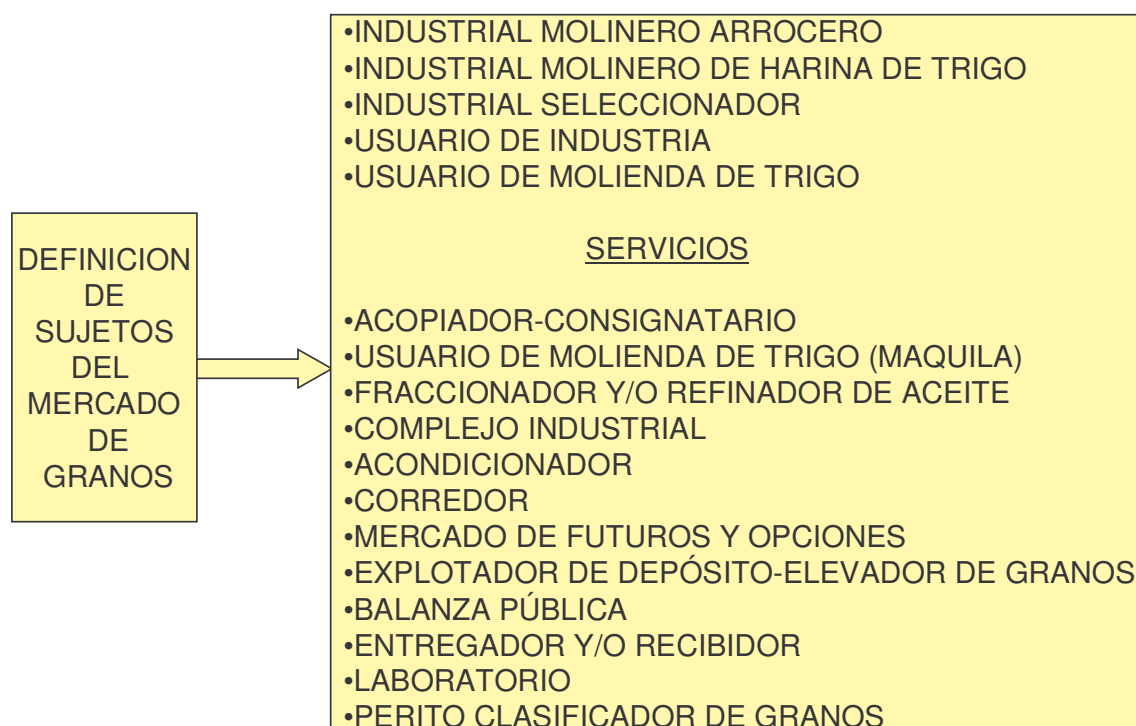 DEFINICION
DE
SUJETOS
DEL
MERCADO
DE
GRANOS
•INDUSTRIAL MOLINERO ARROCERO
•INDUSTRIAL MOLINERO DE HARINA DE TRIGO
•INDUSTRIAL SELECCIONADOR
•USUARIO DE INDUSTRIA
•USUARIO DE MOLIENDA DE TRIGO
SERVICIOS
•ACOPIADOR-CONSIGNATARIO
•USUARIO DE MOLIENDA DE TRIGO (MAQUILA)
•FRACCIONADOR Y/O REFINADOR DE ACEITE
•COMPLEJO INDUSTRIAL
•ACONDICIONADOR
•CORREDOR
•MERCADO DE FUTUROS Y OPCIONES
•EXPLOTADOR DE DEPÓSITO-ELEVADOR DE GRANOS
•BALANZA PÚBLICA
•ENTREGADOR Y/O RECIBIDOR
•LABORATORIO
•PERITO CLASIFICADOR DE GRANOS